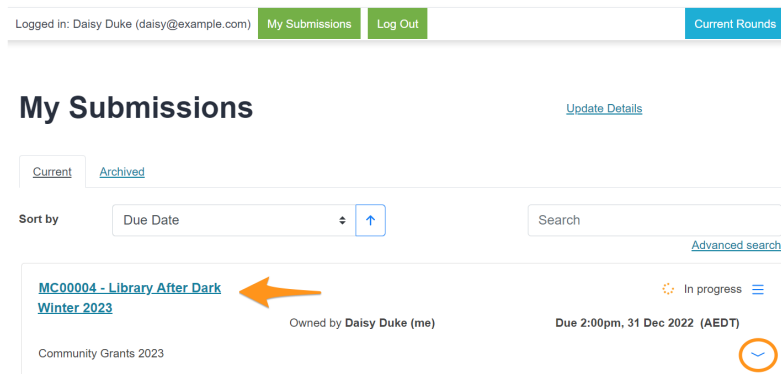 Logged in: Daisy Duke (daisy@example.com) My Submissions Log Out Current Rounds
My Submissions Update Details
Current Archived
Sort by Due Date Search
Advanced search
MC00004 - Library After Dark In progress
Winter 2023
Owned by Daisy Duke (me) Due 2:00pm, 31 Dec 2022 (AEDT)
Community Grants 2023